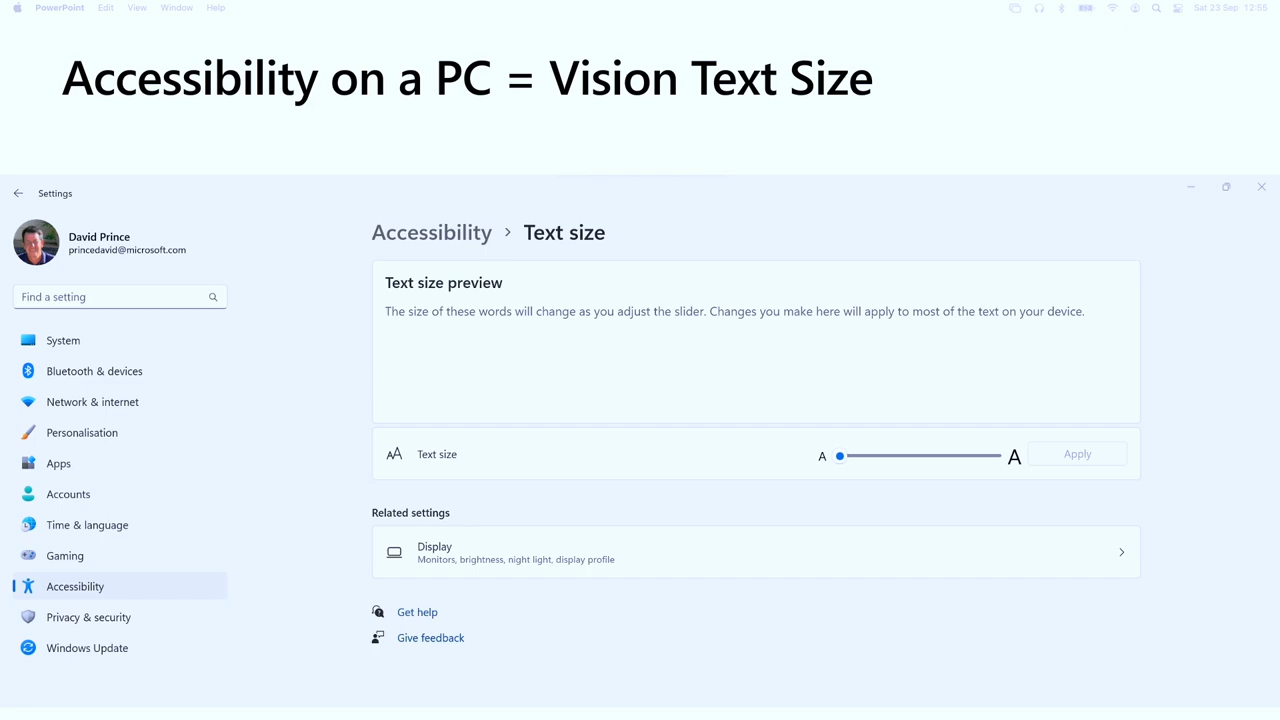 PowerPoint Edit View Window Help Sat 23 Sep 12:55
Accessibility on a PC = Vision Text Size
Settings
David Prince
princedavid@microsoft.com
Find a setting
System
Bluetooth & devices
Network & internet
Personalisation
Apps
Accounts
Time & language
Gaming
Accessibility
Privacy & security
Windows Update
Accessibility > Text size
Text size preview
The size of these words will change as you adjust the slider. Changes you make here will apply to most of the text on your device.
Text size A A Apply
Related settings
Display
Monitors, brightness, night light, display profile
Get help
Give feedback